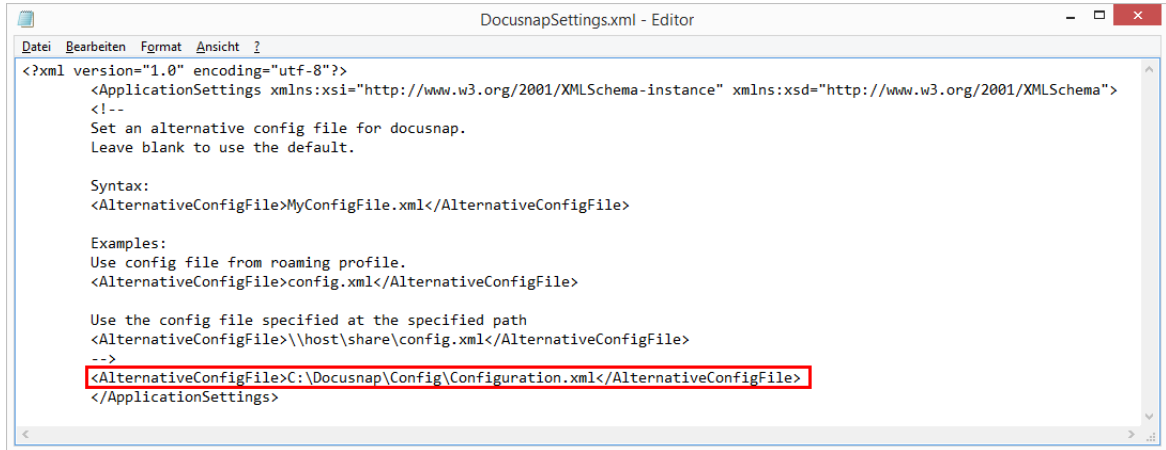 DocusnapSettings.xml - Editor
Datei Bearbeiten Format Ansicht ?
<?xml version="1.0" encoding="utf-8"?>
<ApplicationSettings xmlns:xsi="http://www.w3.org/2001/XMLSchema-instance" xmlns:xsd="http://www.w3.org/2001/XMLSchema">
<!--
Set an alternative config file for docusnap.
Leave blank to use the default.
Syntax:
<AlternativeConfigFile>MyConfigFile.xml</AlternativeConfigFile>
Examples:
Use config file from roaming profile.
<AlternativeConfigFile>config.xml</AlternativeConfigFile>
Use the config file specified at the specified path
<AlternativeConfigFile>\\host\share\config.xml</AlternativeConfigFile>
-->
<AlternativeConfigFile>C:\Docusnap\Config\Configuration.xml</AlternativeConfigFile>
</ApplicationSettings>